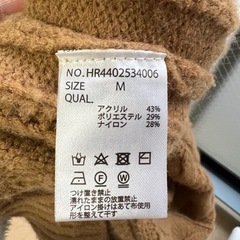 NO.HR4402534006
SIZE M
QUAL.
アクリル 43%
ポリエステル 29%
ナイロン 28%
つけ置き禁止
濡れたままの放置禁止
アイロン掛けはあて布使用
形を整えて干す